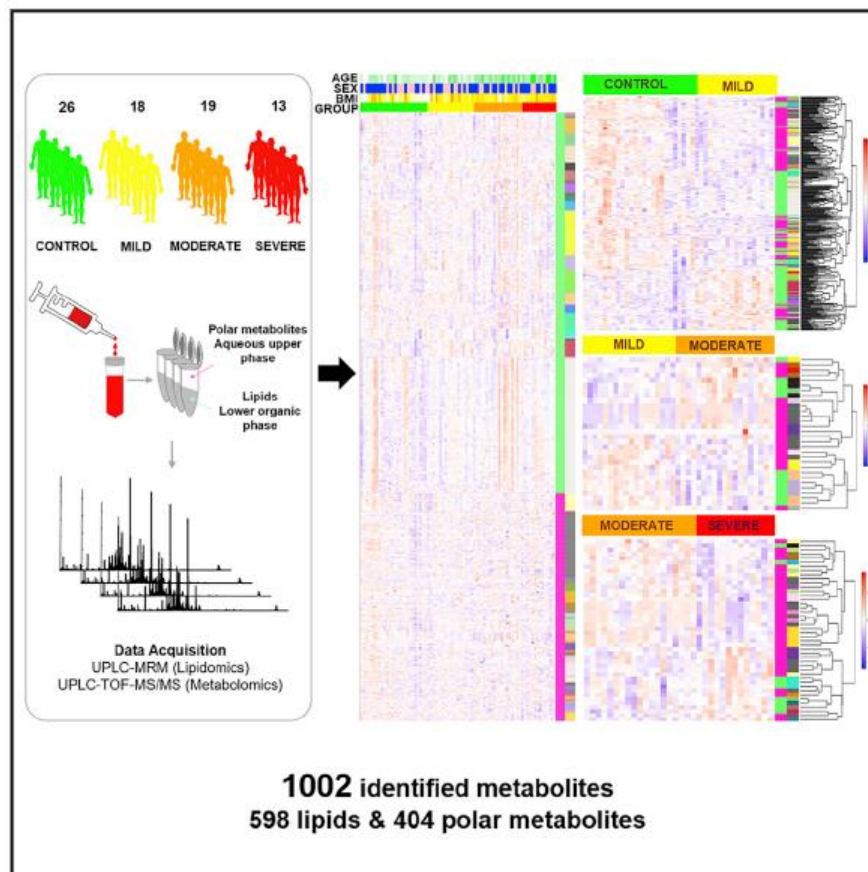 26 18 19 13
CONTROL MILD MODERATE SEVERE
Polar metabolites
Aqueous upper
phase
Lipids
Lower organic
phase
Data Acquisition
UPLC-MRM (Lipidomics)
UPLC-TOF-MS/MS (Metabolomics)
AGE
SEX
BMI
GROUP
CONTROL MILD
MILD MODERATE
MODERATE SEVERE
1002 identified metabolites
598 lipids & 404 polar metabolites